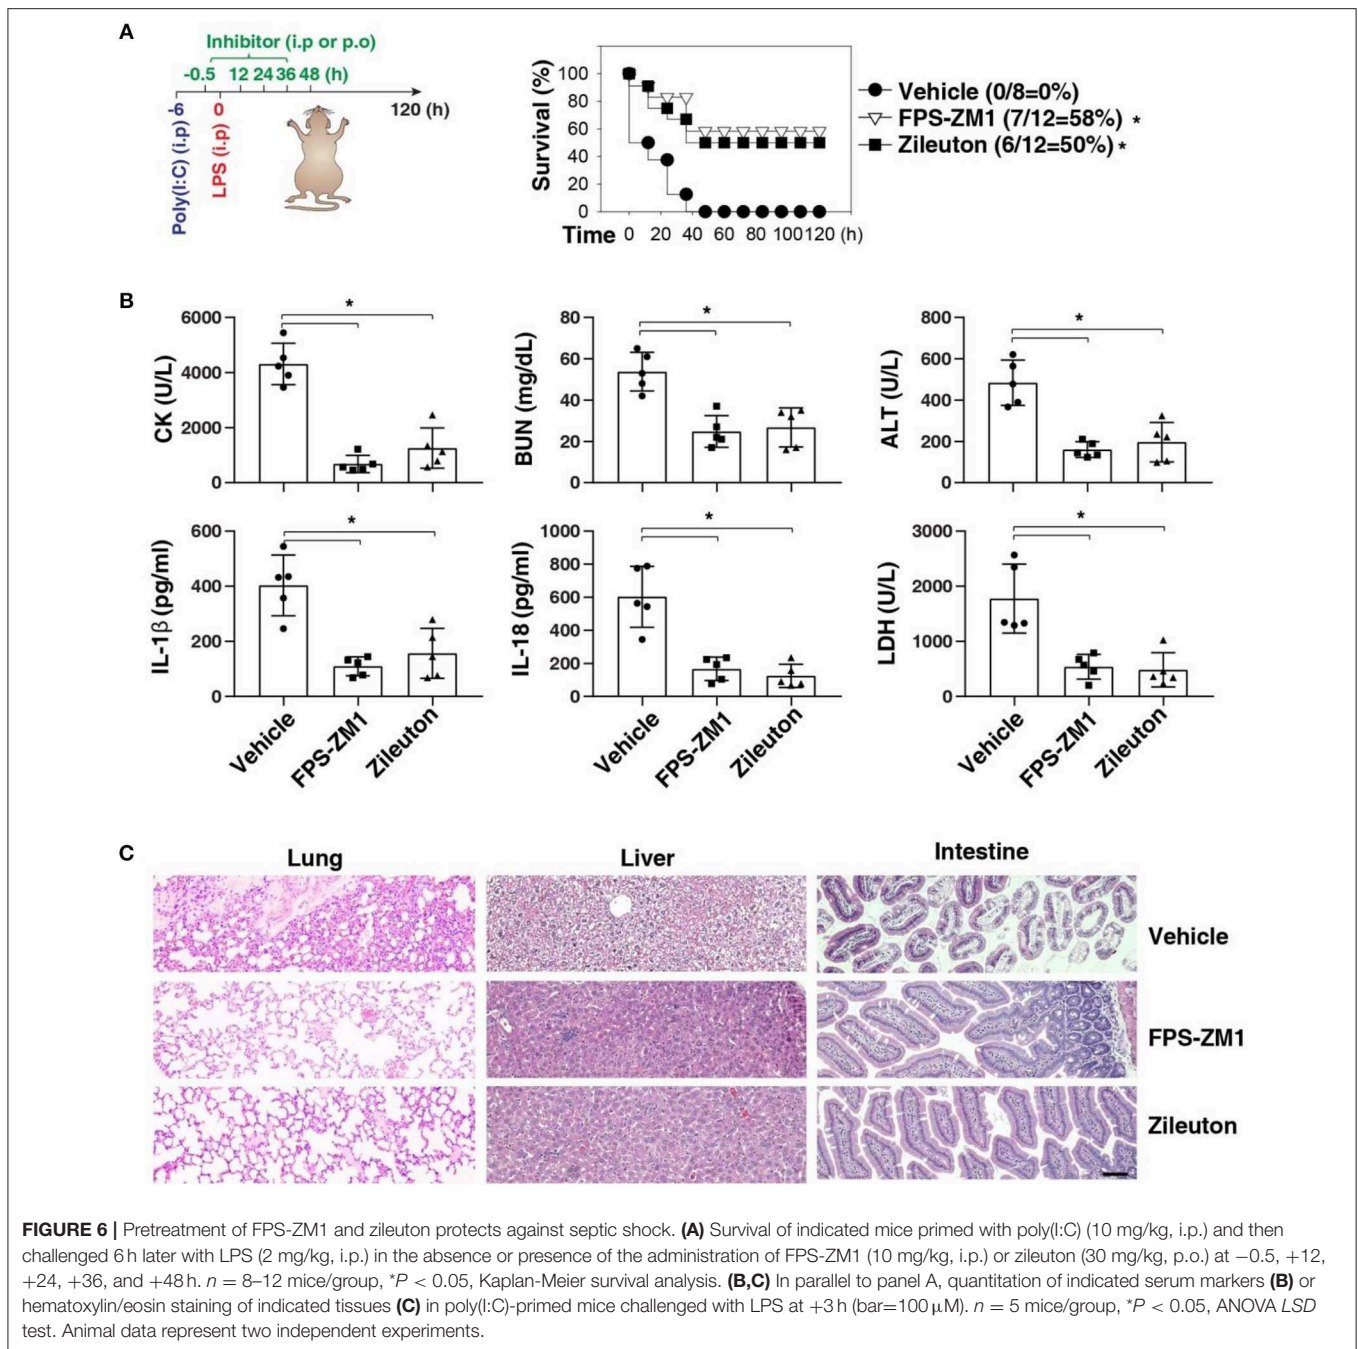 A
Inhibitor (i.p or p.o)
-0.5 12 24 36 48 (h)
-6 0 120 (h)
Poly(I:C) (i.p)
LPS (i.p)
Survival (%)
100
80
60
40
20
0
Time 0 20 40 60 80 100 120 (h)
Vehicle (0/8=0%)
FPS-ZM1 (7/12=58%) *
Zileuton (6/12=50%) *
B
CK (U/L)
6000
4000
2000
0
*
BUN (mg/dL)
80
60
40
20
0
*
ALT (U/L)
800
600
400
200
0
*
IL-1β (pg/ml)
600
400
200
0
*
Vehicle
FPS-ZM1
Zileuton
IL-18 (pg/ml)
1000
800
600
400
200
0
*
Vehicle
FPS-ZM1
Zileuton
LDH (U/L)
3000
2000
1000
0
*
Vehicle
FPS-ZM1
Zileuton
C
Lung Liver Intestine
Vehicle
FPS-ZM1
Zileuton
FIGURE 6 | Pretreatment of FPS-ZM1 and zileuton protects against septic shock. (A) Survival of indicated mice primed with poly(I:C) (10 mg/kg, i.p.) and then
challenged 6 h later with LPS (2 mg/kg, i.p.) in the absence or presence of the administration of FPS-ZM1 (10 mg/kg, i.p.) or zileuton (30 mg/kg, p.o.) at −0.5, +12,
+24, +36, and +48 h. n = 8–12 mice/group, *P < 0.05, Kaplan-Meier survival analysis. (B,C) In parallel to panel A, quantitation of indicated serum markers (B) or
hematoxylin/eosin staining of indicated tissues (C) in poly(I:C)-primed mice challenged with LPS at +3 h (bar=100 μM). n = 5 mice/group, *P < 0.05, ANOVA LSD
test. Animal data represent two independent experiments.